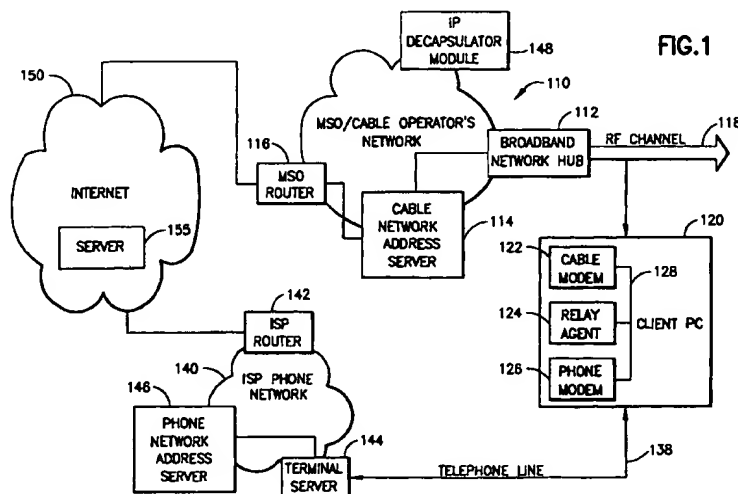 IP
DECAPSULATOR
MODULE
148
FIG.1
150
110
112
118
MSO/CABLE OPERATOR'S
NETWORK
BROADBAND
NETWORK HUB
RF CHANNEL
116
MSO
ROUTER
INTERNET
CABLE
NETWORK
ADDRESS
SERVER
114
120
SERVER
155
122
CABLE
MODEM
128
142
124
RELAY
AGENT
CLIENT PC
ISP
ROUTER
126
PHONE
MODEM
140
146
ISP PHONE
NETWORK
PHONE
NETWORK
ADDRESS
SERVER
144
TERMINAL
SERVER
TELEPHONE LINE
138